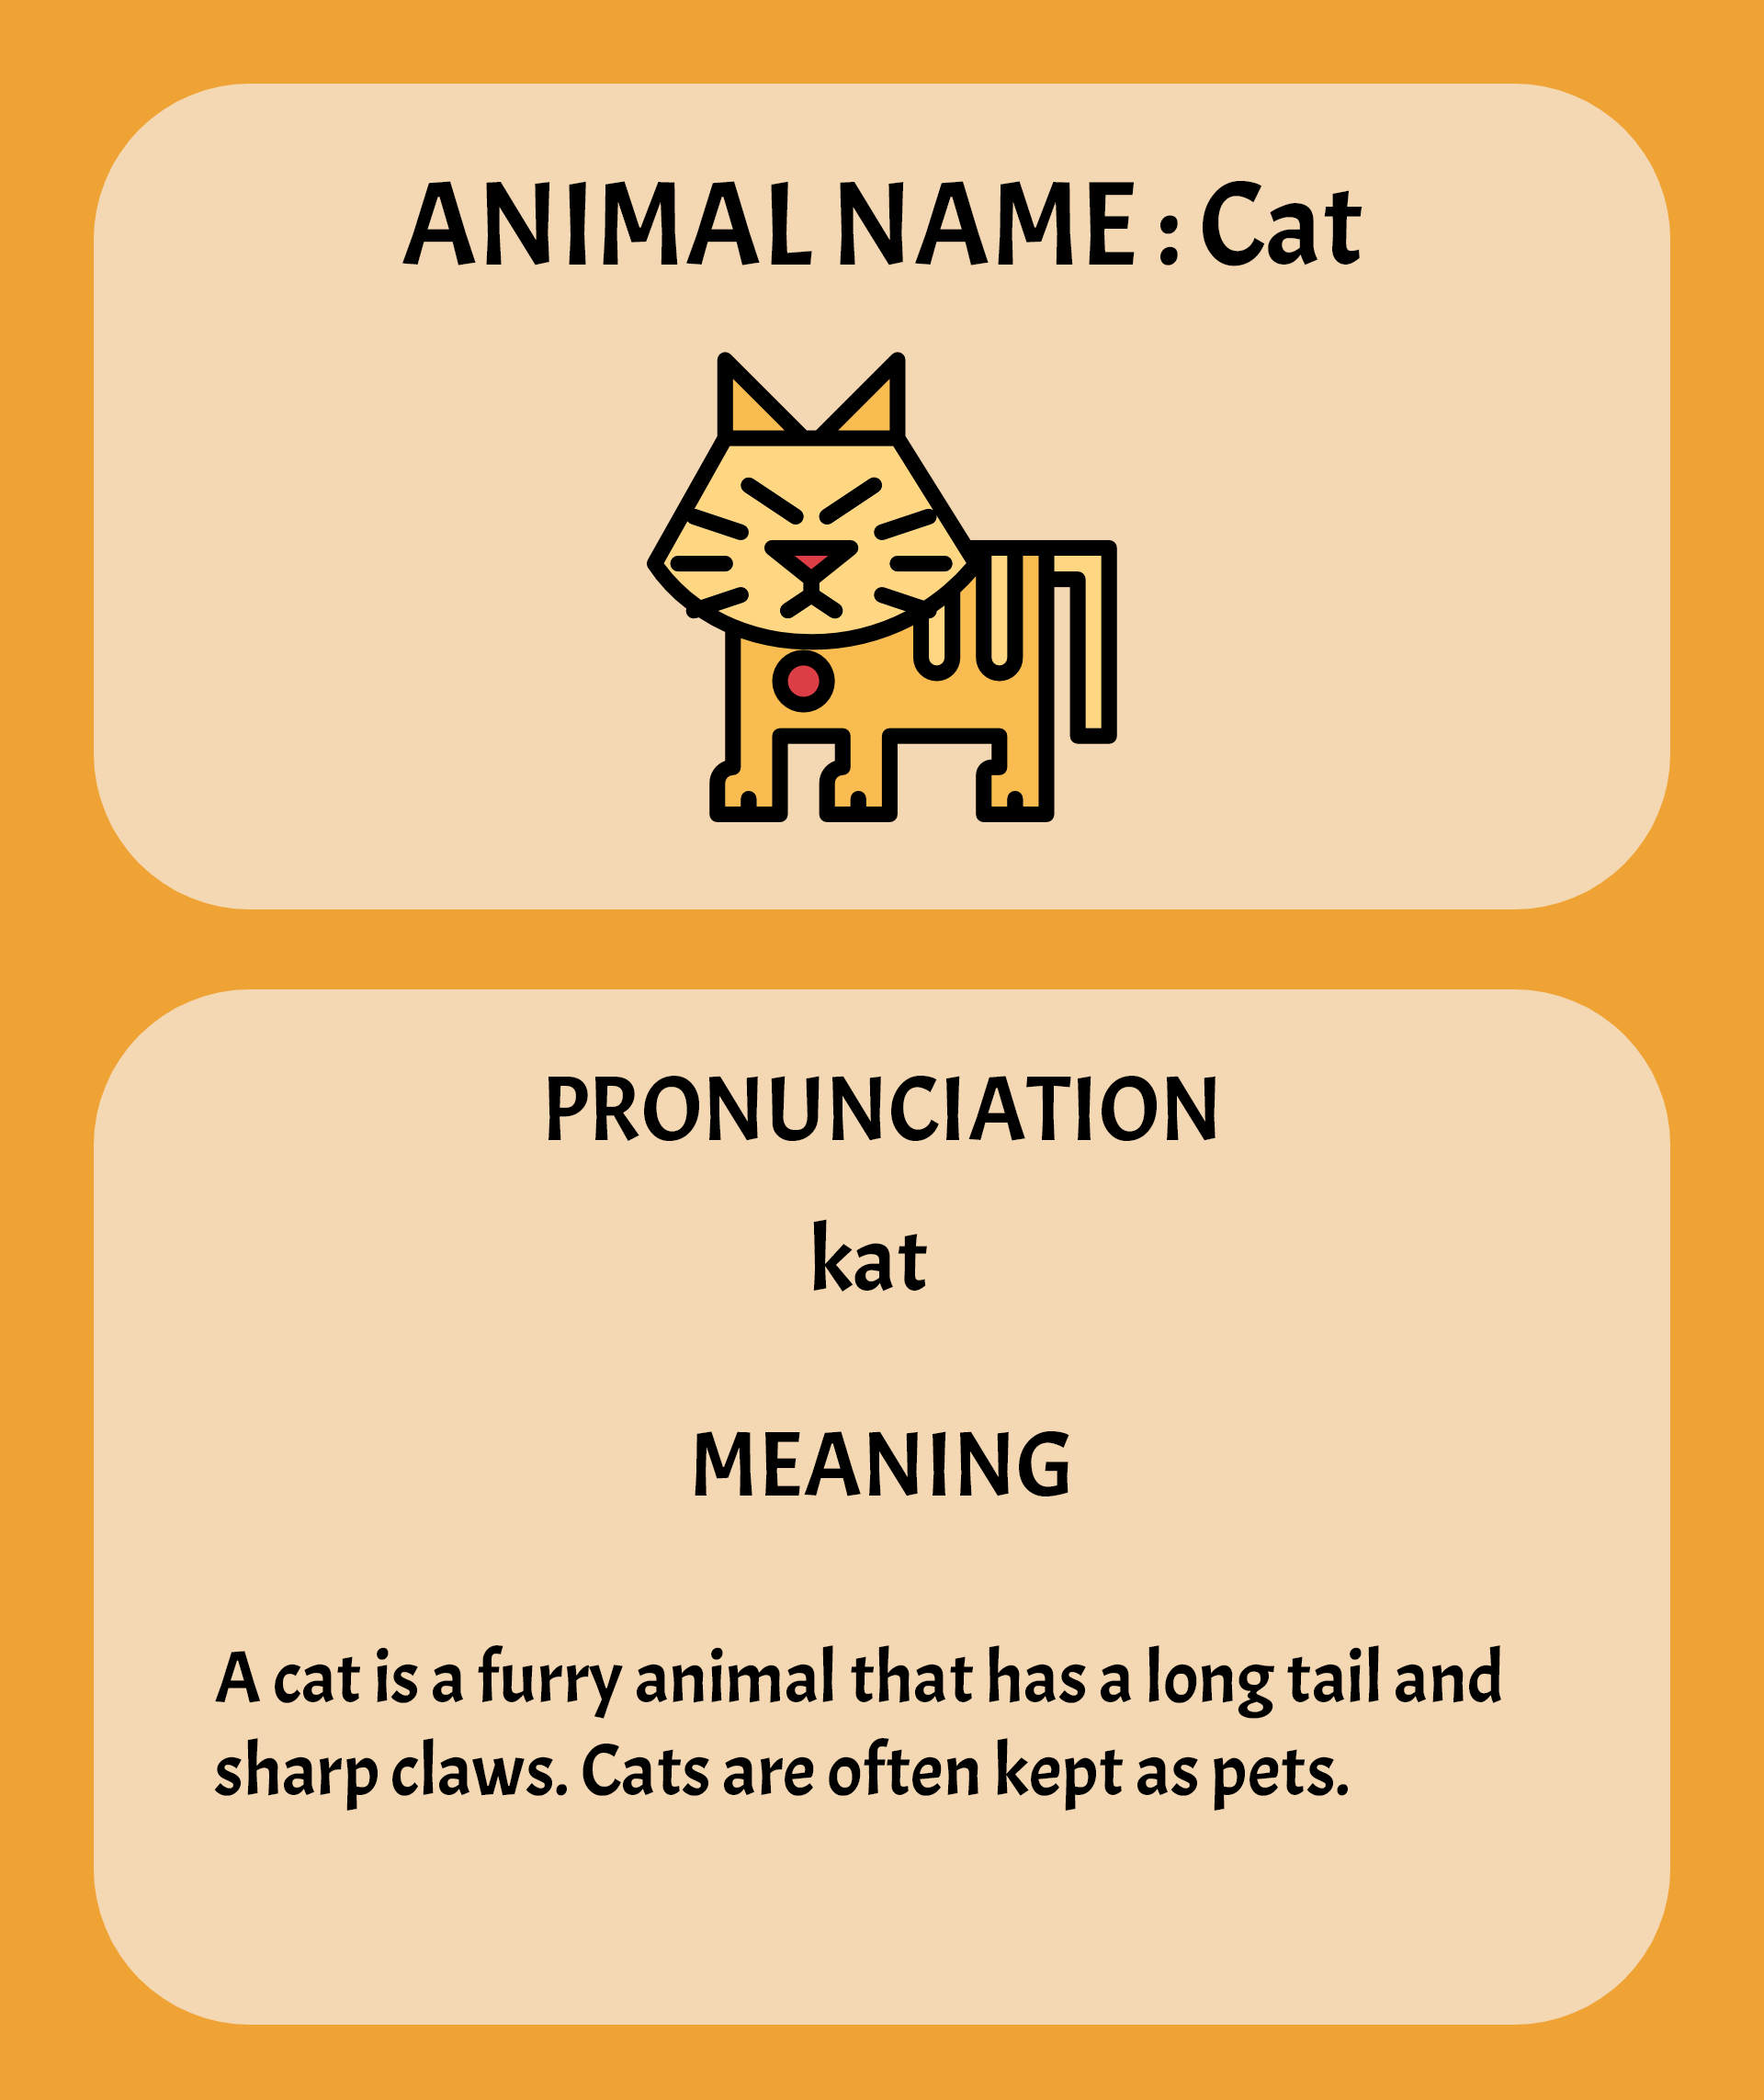 ANIMAL NAME : Cat
PRONUNCIATION
kat
MEANING
A cat is a furry animal that has a long tail and
sharp claws. Cats are often kept as pets.